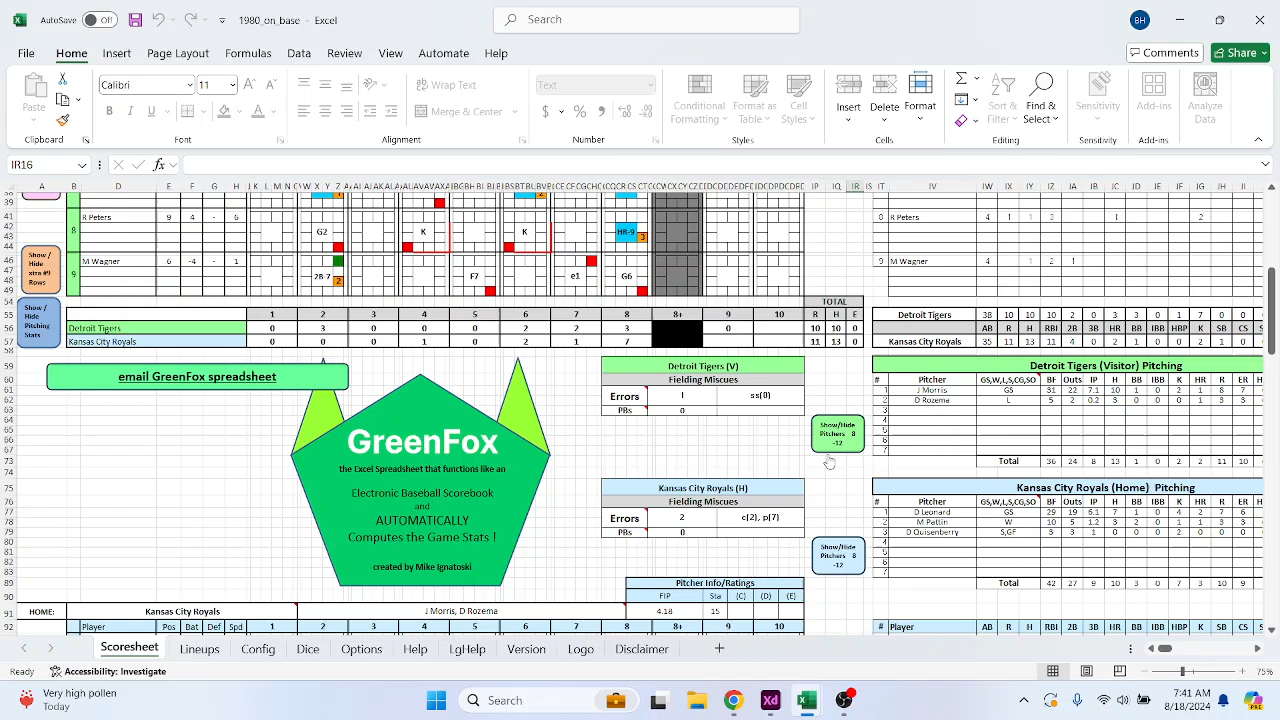 AutoSave Off 1980_on_base - Excel Search BH
File Home Insert Page Layout Formulas Data Review View Automate Help Comments Share
Paste Calibri 11 B I U Wrap Text Merge & Center Text $ % Conditional Formatting Format Table Cell Styles Insert Delete Format Sort & Filter Find & Select Sensitivity Add-ins Analyze Data
Clipboard Font Alignment Number Styles Cells Editing Sensitivity Add-ins
IR16 fx
R Peters 9 4 - 6 8 R Peters 4 1 1 3 1 2
8 G2 K K HR-9 3
Show / Hide xtra #9 Rows
M Wagner 6 -4 - 1 9 M Wagner 4 1 2 1
9 2B-7 2 F7 e1 G6
Show / Hide Pitching Stats
TOTAL
1 2 3 4 5 6 7 8 8+ 9 10 R H E Detroit Tigers 38 10 10 10 2 0 3 0 1 7 0 0
Detroit Tigers 0 3 0 0 0 2 2 3 0 10 10 0 AB R H RBI 2B 3B HR BB HBP K SB CS
Kansas City Royals 0 0 0 1 0 2 1 7 11 13 0 Kansas City Royals 35 11 13 11 4 0 2 0 0 2 0 0
email GreenFox spreadsheet
Detroit Tigers (V)
Fielding Miscues
Errors 1 ss(8)
PBs 0
Detroit Tigers (Visitor) Pitching
# Pitcher GS,W,L,S,CG,SO BF Outs IP H BB IBB K HR R ER
1 J Morris GS 31 22 7.1 10 1 0 2 1 8 7
2 D Rozema L 5 2 0.2 3 0 0 0 1 3 3
3
4
5
6
7
Total 36 24 8 13 1 0 2 2 11 10
Show/Hide Pitchers 8 -12
GreenFox
the Excel Spreadsheet that functions like an
Electronic Baseball Scorebook
and
AUTOMATICALLY
Computes the Game Stats !
created by Mike Ignatoski
Kansas City Royals (H)
Fielding Miscues
Errors 2 c(2), p(7)
PBs 0
Kansas City Royals (Home) Pitching
# Pitcher GS,W,L,S,CG,SO BF Outs IP H BB IBB K HR R ER
1 D Leonard GS 29 19 6.1 7 1 0 4 2 7 6
2 M Pattin W 10 5 1.2 3 2 0 1 1 3 3
3 D Quisenberry S,GF 3 3 1 0 0 0 2 0 0 0
4
5
6
7
Total 42 27 9 10 3 0 7 3 10 9
Show/Hide Pitchers 8 -12
Pitcher Info/Ratings
FIP Sta (C) (D) (E)
HOME: Kansas City Royals J Morris, D Rozema 4.18 15
Player Pos Bat Def Spd 1 2 3 4 5 6 7 8 8+ 9 10 # Player AB R H RBI 2B 3B HR BB HBP K SB
Scoresheet Lineups Config Dice Options Help LgHelp Version Logo Disclaimer
Ready Accessibility: Investigate 75%
Very high pollen
Today
Search
7:41 AM
8/18/2024